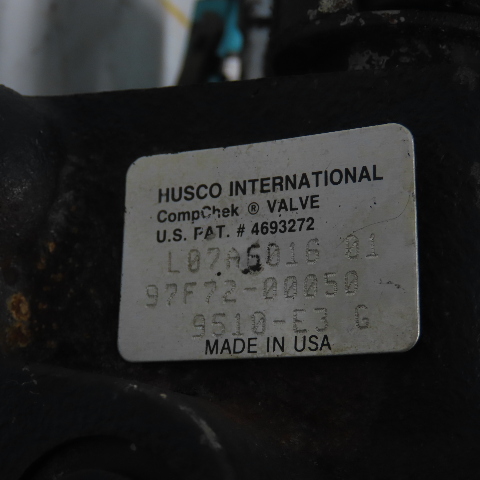 HUSCO INTERNATIONAL
CompChek ® VALVE
U.S. PAT. # 4693272
L07A6016 01
97F72-00050
9510-E3 G
MADE IN USA